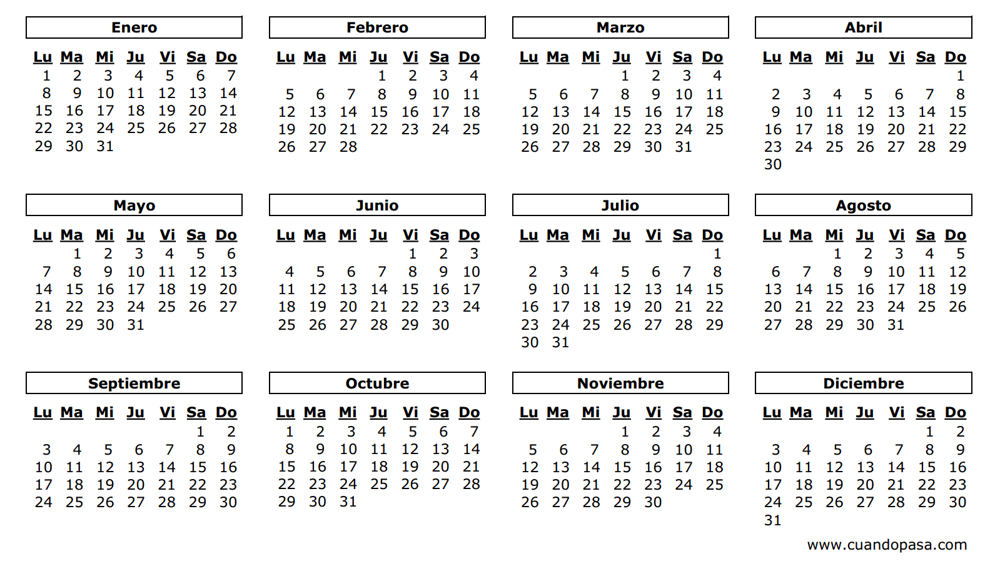 Enero
Lu Ma Mi Ju Vi Sa Do
1 2 3 4 5 6 7
8 9 10 11 12 13 14
15 16 17 18 19 20 21
22 23 24 25 26 27 28
29 30 31
Febrero
Lu Ma Mi Ju Vi Sa Do
1 2 3 4
5 6 7 8 9 10 11
12 13 14 15 16 17 18
19 20 21 22 23 24 25
26 27 28
Marzo
Lu Ma Mi Ju Vi Sa Do
1 2 3 4
5 6 7 8 9 10 11
12 13 14 15 16 17 18
19 20 21 22 23 24 25
26 27 28 29 30 31
Abril
Lu Ma Mi Ju Vi Sa Do
1
2 3 4 5 6 7 8
9 10 11 12 13 14 15
16 17 18 19 20 21 22
23 24 25 26 27 28 29
30
Mayo
Lu Ma Mi Ju Vi Sa Do
1 2 3 4 5 6
7 8 9 10 11 12 13
14 15 16 17 18 19 20
21 22 23 24 25 26 27
28 29 30 31
Junio
Lu Ma Mi Ju Vi Sa Do
1 2 3
4 5 6 7 8 9 10
11 12 13 14 15 16 17
18 19 20 21 22 23 24
25 26 27 28 29 30
Julio
Lu Ma Mi Ju Vi Sa Do
1
2 3 4 5 6 7 8
9 10 11 12 13 14 15
16 17 18 19 20 21 22
23 24 25 26 27 28 29
30 31
Agosto
Lu Ma Mi Ju Vi Sa Do
1 2 3 4 5
6 7 8 9 10 11 12
13 14 15 16 17 18 19
20 21 22 23 24 25 26
27 28 29 30 31
Septiembre
Lu Ma Mi Ju Vi Sa Do
1 2
3 4 5 6 7 8 9
10 11 12 13 14 15 16
17 18 19 20 21 22 23
24 25 26 27 28 29 30
Octubre
Lu Ma Mi Ju Vi Sa Do
1 2 3 4 5 6 7
8 9 10 11 12 13 14
15 16 17 18 19 20 21
22 23 24 25 26 27 28
29 30 31
Noviembre
Lu Ma Mi Ju Vi Sa Do
1 2 3 4
5 6 7 8 9 10 11
12 13 14 15 16 17 18
19 20 21 22 23 24 25
26 27 28 29 30
Diciembre
Lu Ma Mi Ju Vi Sa Do
1 2
3 4 5 6 7 8 9
10 11 12 13 14 15 16
17 18 19 20 21 22 23
24 25 26 27 28 29 30
31
www.cuandopasa.com